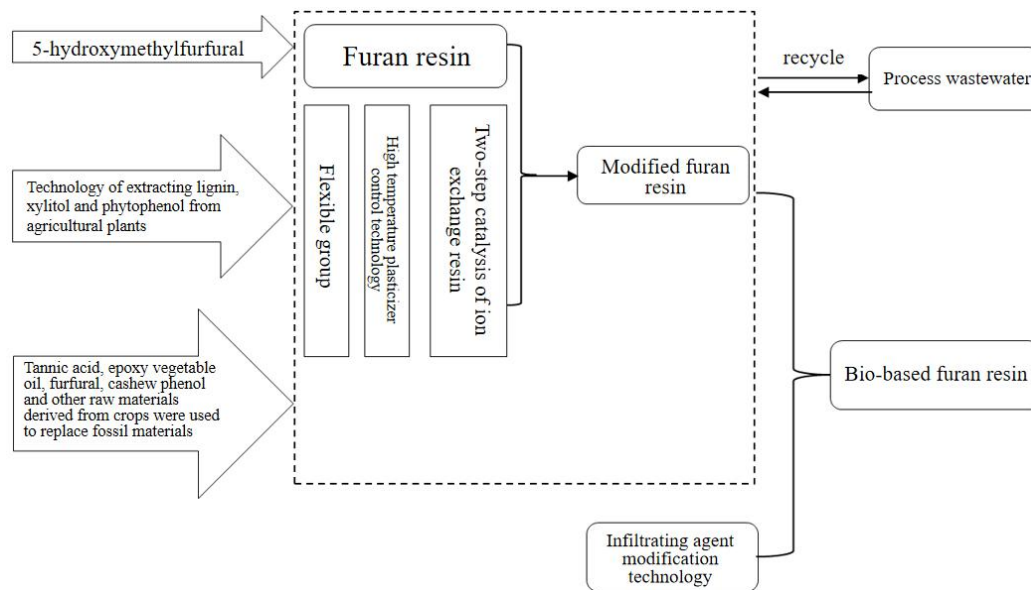 5-hydroxymethylfurfural
Furan resin
recycle
Process wastewater
Technology of extracting lignin,
xylitol and phytophenol from
agricultural plants
Flexible group
High temperature plasticizer
control technology
Two-step catalysis of ion
exchange resin
Modified furan
resin
Tannic acid, epoxy vegetable
oil, furfural, cashew phenol
and other raw materials
derived from crops were used
to replace fossil materials
Bio-based furan resin
Infiltrating agent
modification
technology